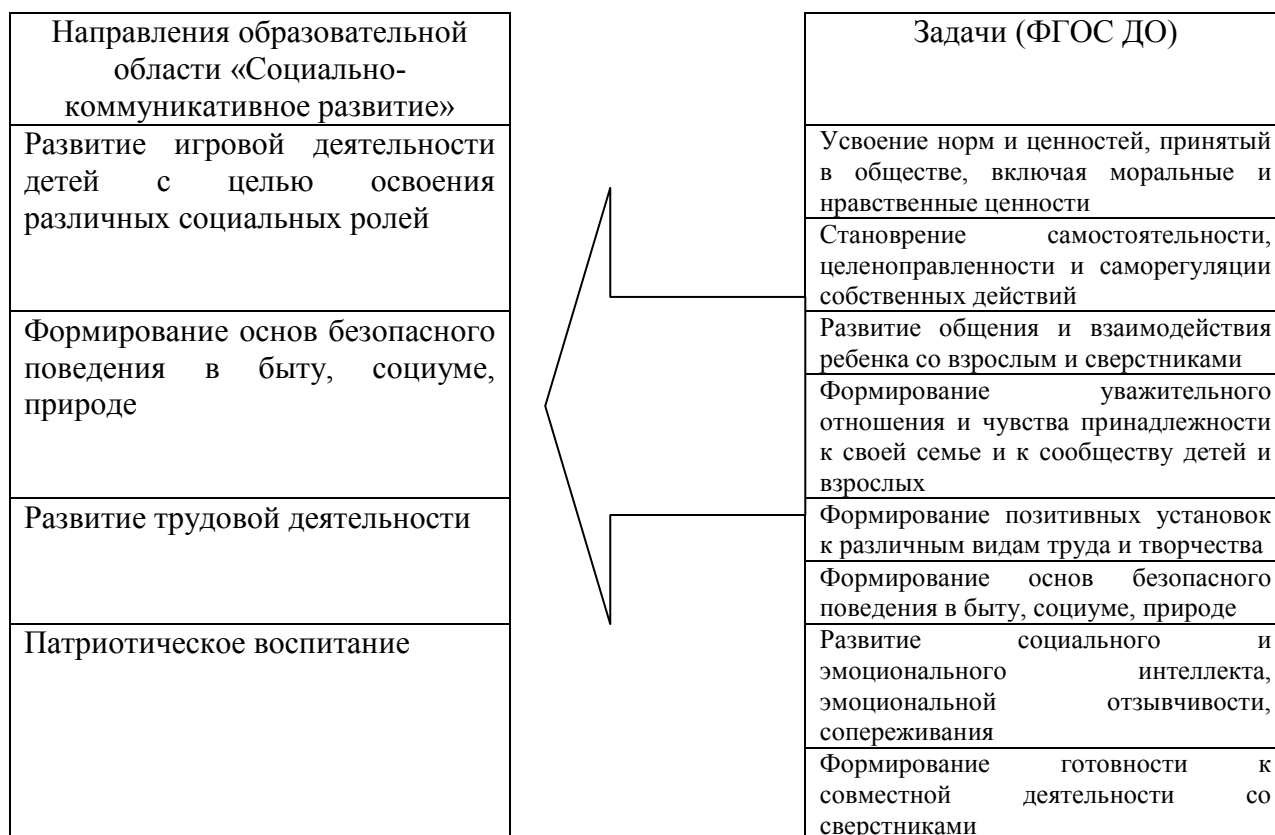 Направления образовательной
области «Социально-
коммуникативное развитие»
Развитие игровой деятельности
детей с целью освоения
различных социальных ролей
Формирование основ безопасного
поведения в быту, социуме,
природе
Развитие трудовой деятельности
Патриотическое воспитание
Задачи (ФГОС ДО)
Усвоение норм и ценностей, принятый
в обществе, включая моральные и
нравственные ценности
Становрение самостоятельности,
целеноправленности и саморегуляции
собственных действий
Развитие общения и взаимодействия
ребенка со взрослым и сверстниками
Формирование уважительного
отношения и чувства принадлежности
к своей семье и к сообществу детей и
взрослых
Формирование позитивных установок
к различным видам труда и творчества
Формирование основ безопасного
поведения в быту, социуме, природе
Развитие социального и
эмоционального интеллекта,
эмоциональной отзывчивости,
сопереживания
Формирование готовности к
совместной деятельности со
сверстниками